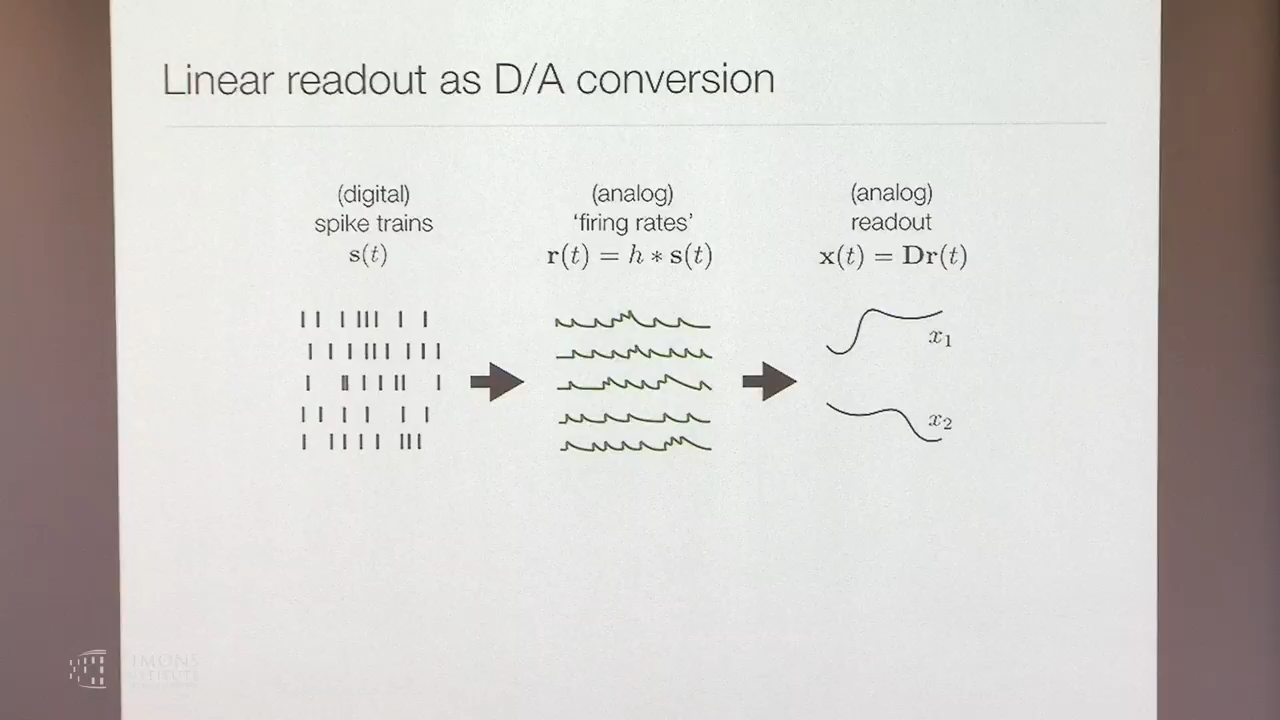 Linear readout as D/A conversion
(digital)
spike trains
s(t)
(analog)
'firing rates'
r(t) = h ∗ s(t)
(analog)
readout
x(t) = Dr(t)
x₁
x₂